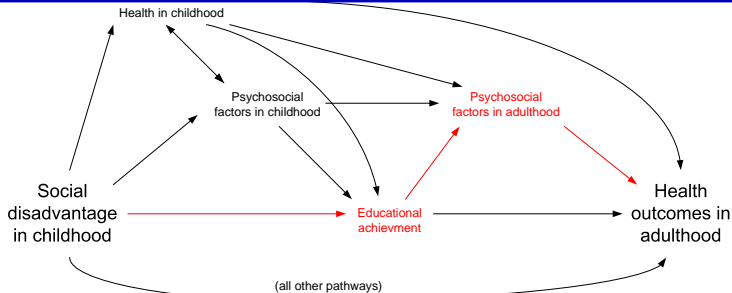 Health in childhood
Psychosocial
factors in childhood
Psychosocial
factors in adulthood
Social
disadvantage
in childhood
Educational
achievment
Health
outcomes in
adulthood
(all other pathways)